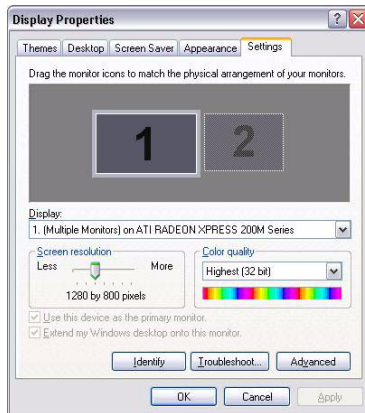 Display Properties
Themes Desktop Screen Saver Appearance Settings
Drag the monitor icons to match the physical arrangement of your monitors.
1 2
Display:
1. (Multiple Monitors) on ATI RADEON XPRESS 200M Series
Screen resolution
Less More
1280 by 800 pixels
Color quality
Highest (32 bit)
Use this device as the primary monitor.
Extend my Windows desktop onto this monitor.
Identify Troubleshoot... Advanced
OK Cancel Apply